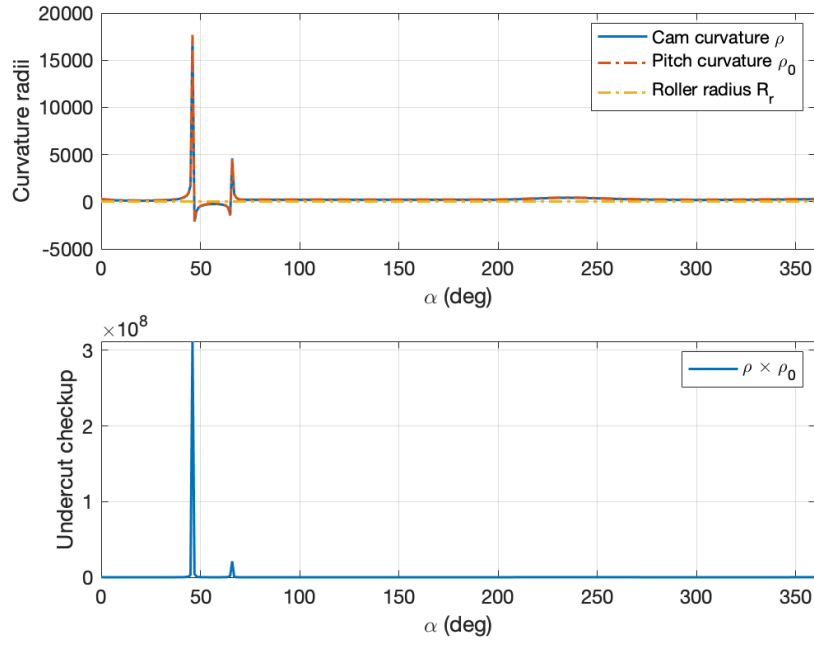 20000
15000
10000
5000
0
-5000
Curvature radii
Cam curvature ρ
Pitch curvature ρ₀
Roller radius Rᵣ
0 50 100 150 200 250 300 350
α (deg)
×10⁸
3
2
1
0
Undercut checkup
ρ × ρ₀
0 50 100 150 200 250 300 350
α (deg)